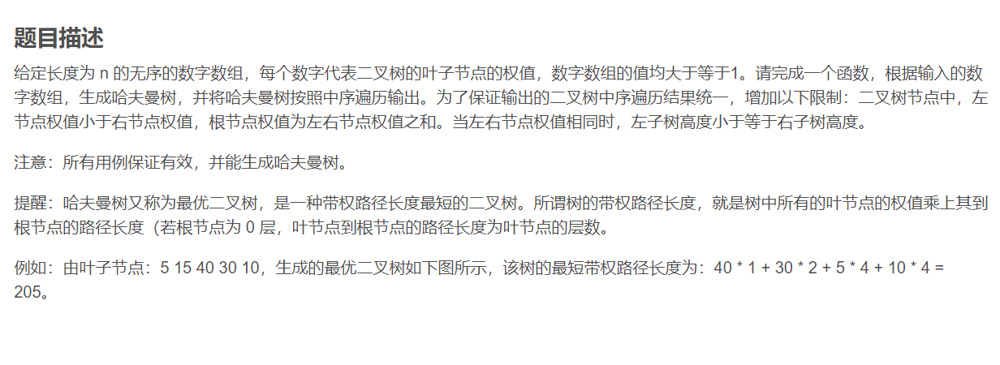 题目描述
给定长度为 n 的无序的数字数组，每个数字代表二叉树的叶子节点的权值，数字数组的值均大于等于1。请完成一个函数，根据输入的数
字数组，生成哈夫曼树，并将哈夫曼树按照中序遍历输出。为了保证输出的二叉树中序遍历结果统一，增加以下限制：二叉树节点中，左
节点权值小于右节点权值，根节点权值为左右节点权值之和。当左右节点权值相同时，左子树高度小于等于右子树高度。
注意：所有用例保证有效，并能生成哈夫曼树。
提醒：哈夫曼树又称为最优二叉树，是一种带权路径长度最短的二叉树。所谓树的带权路径长度，就是树中所有的叶节点的权值乘上其到
根节点的路径长度（若根节点为 0 层，叶节点到根节点的路径长度为叶节点的层数。
例如：由叶子节点：5 15 40 30 10，生成的最优二叉树如下图所示，该树的最短带权路径长度为：40 * 1 + 30 * 2 + 5 * 4 + 10 * 4 =
205。